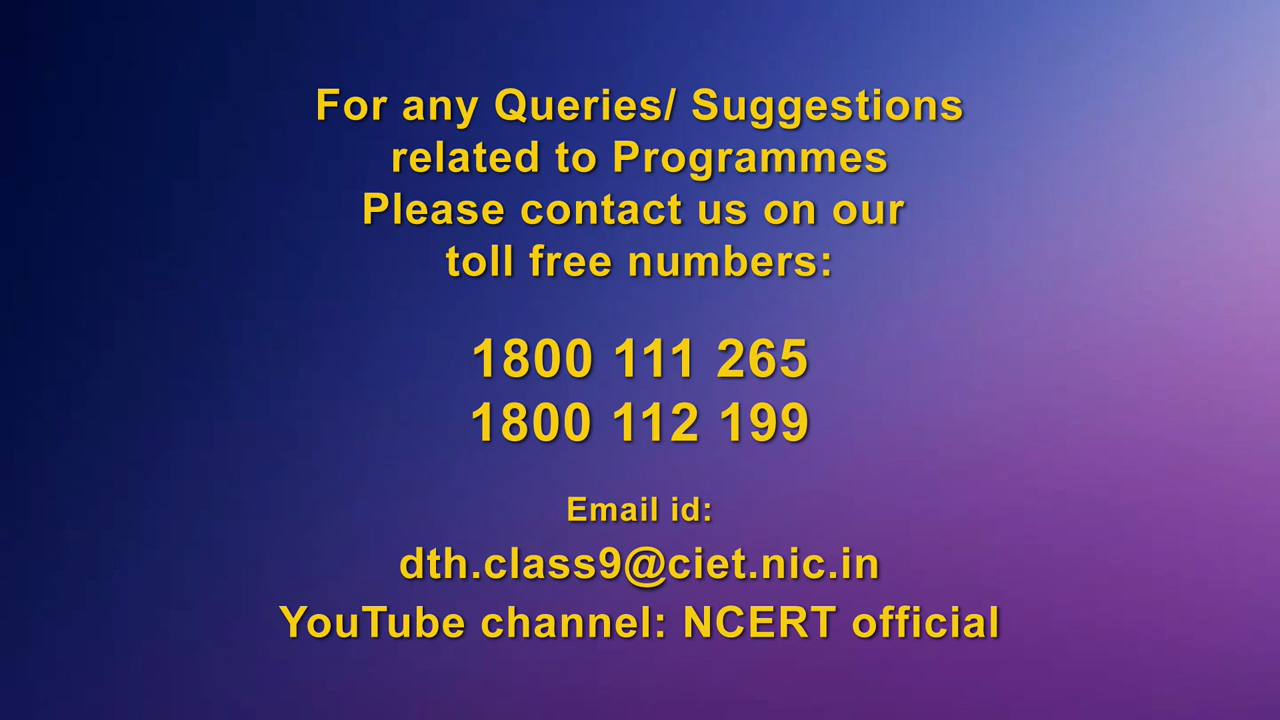 For any Queries/ Suggestions
related to Programmes
Please contact us on our
toll free numbers:
1800 111 265
1800 112 199
Email id:
dth.class9@ciet.nic.in
YouTube channel: NCERT official